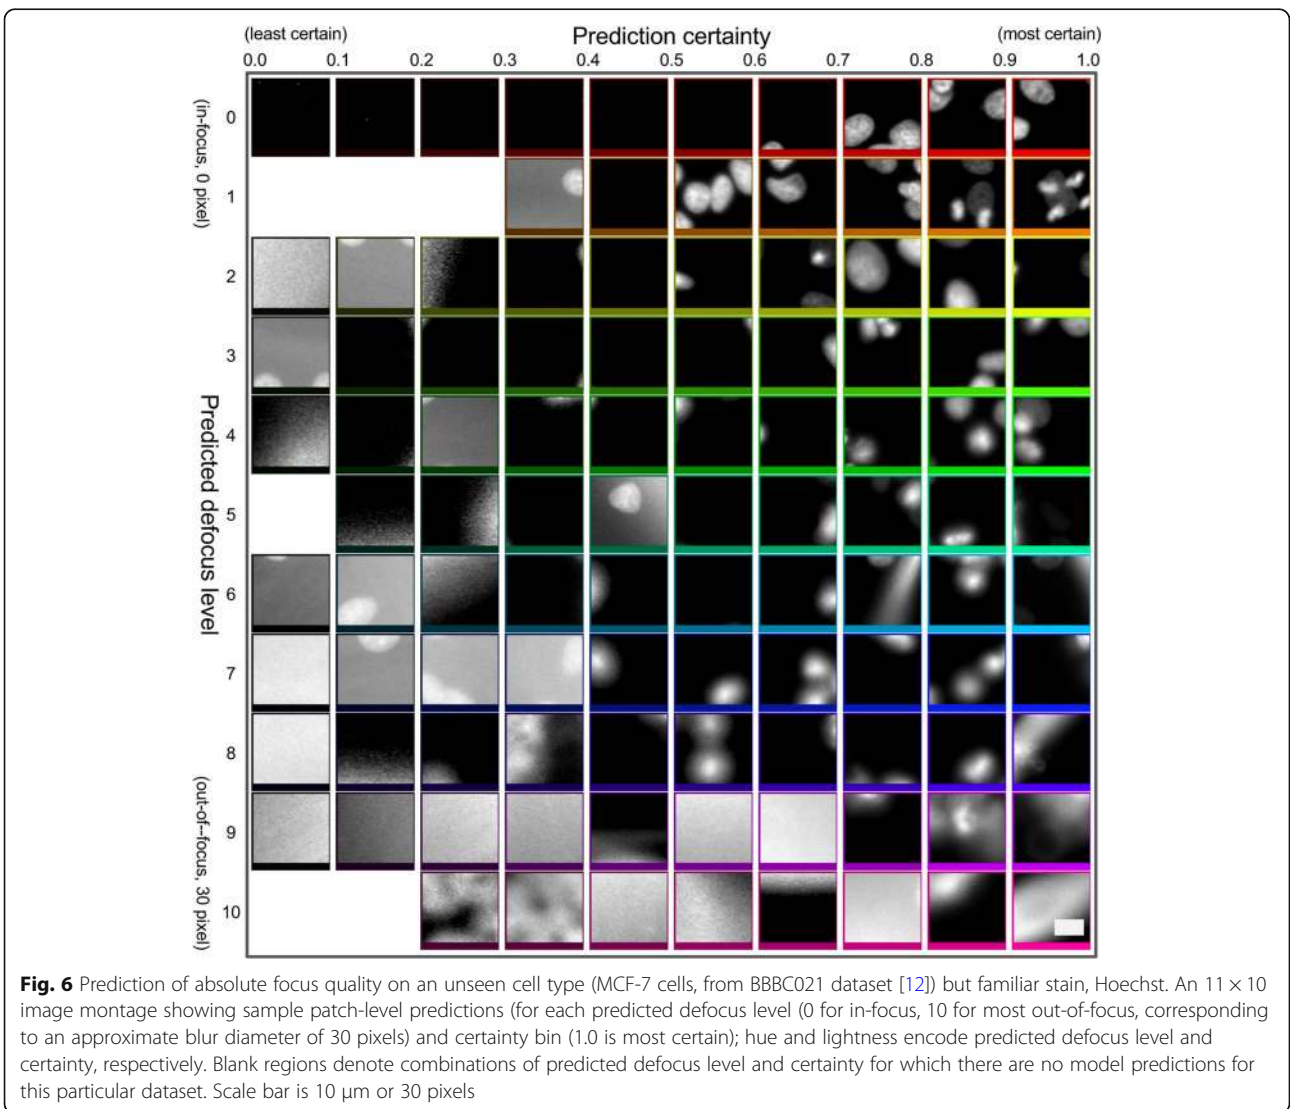 (least certain) Prediction certainty (most certain)
0.0 0.1 0.2 0.3 0.4 0.5 0.6 0.7 0.8 0.9 1.0
(in-focus, 0 pixel)
Predicted defocus level
(out-of--focus, 30 pixel)
0
1
2
3
4
5
6
7
8
9
10
Fig. 6 Prediction of absolute focus quality on an unseen cell type (MCF-7 cells, from BBBC021 dataset [12]) but familiar stain, Hoechst. An 11 × 10
image montage showing sample patch-level predictions (for each predicted defocus level (0 for in-focus, 10 for most out-of-focus, corresponding
to an approximate blur diameter of 30 pixels) and certainty bin (1.0 is most certain); hue and lightness encode predicted defocus level and
certainty, respectively. Blank regions denote combinations of predicted defocus level and certainty for which there are no model predictions for
this particular dataset. Scale bar is 10 μm or 30 pixels